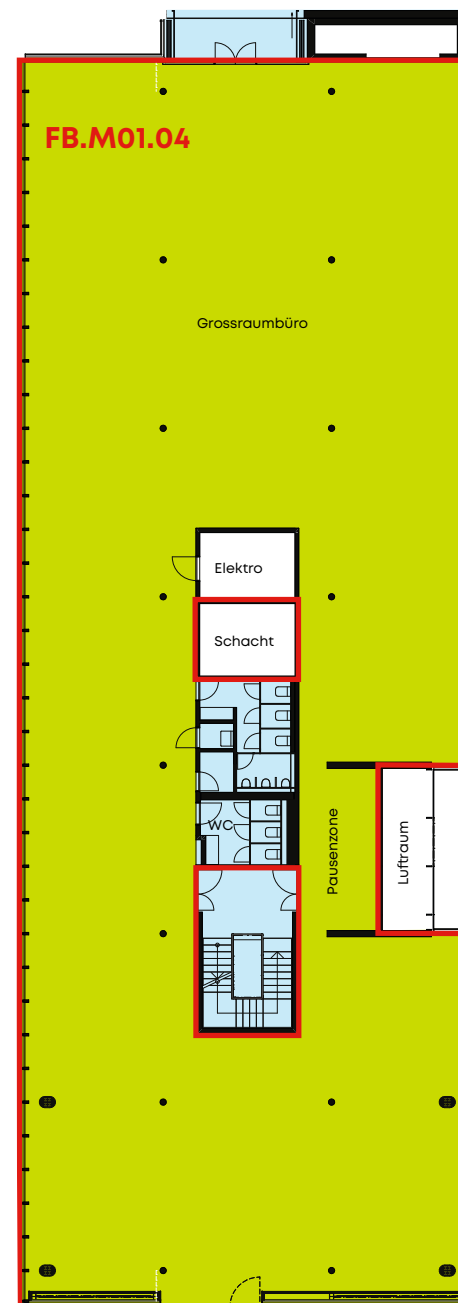 FB.M01.04
Grossraumbüro
Elektro
Schacht
WC
Pausenzone
Luftraum